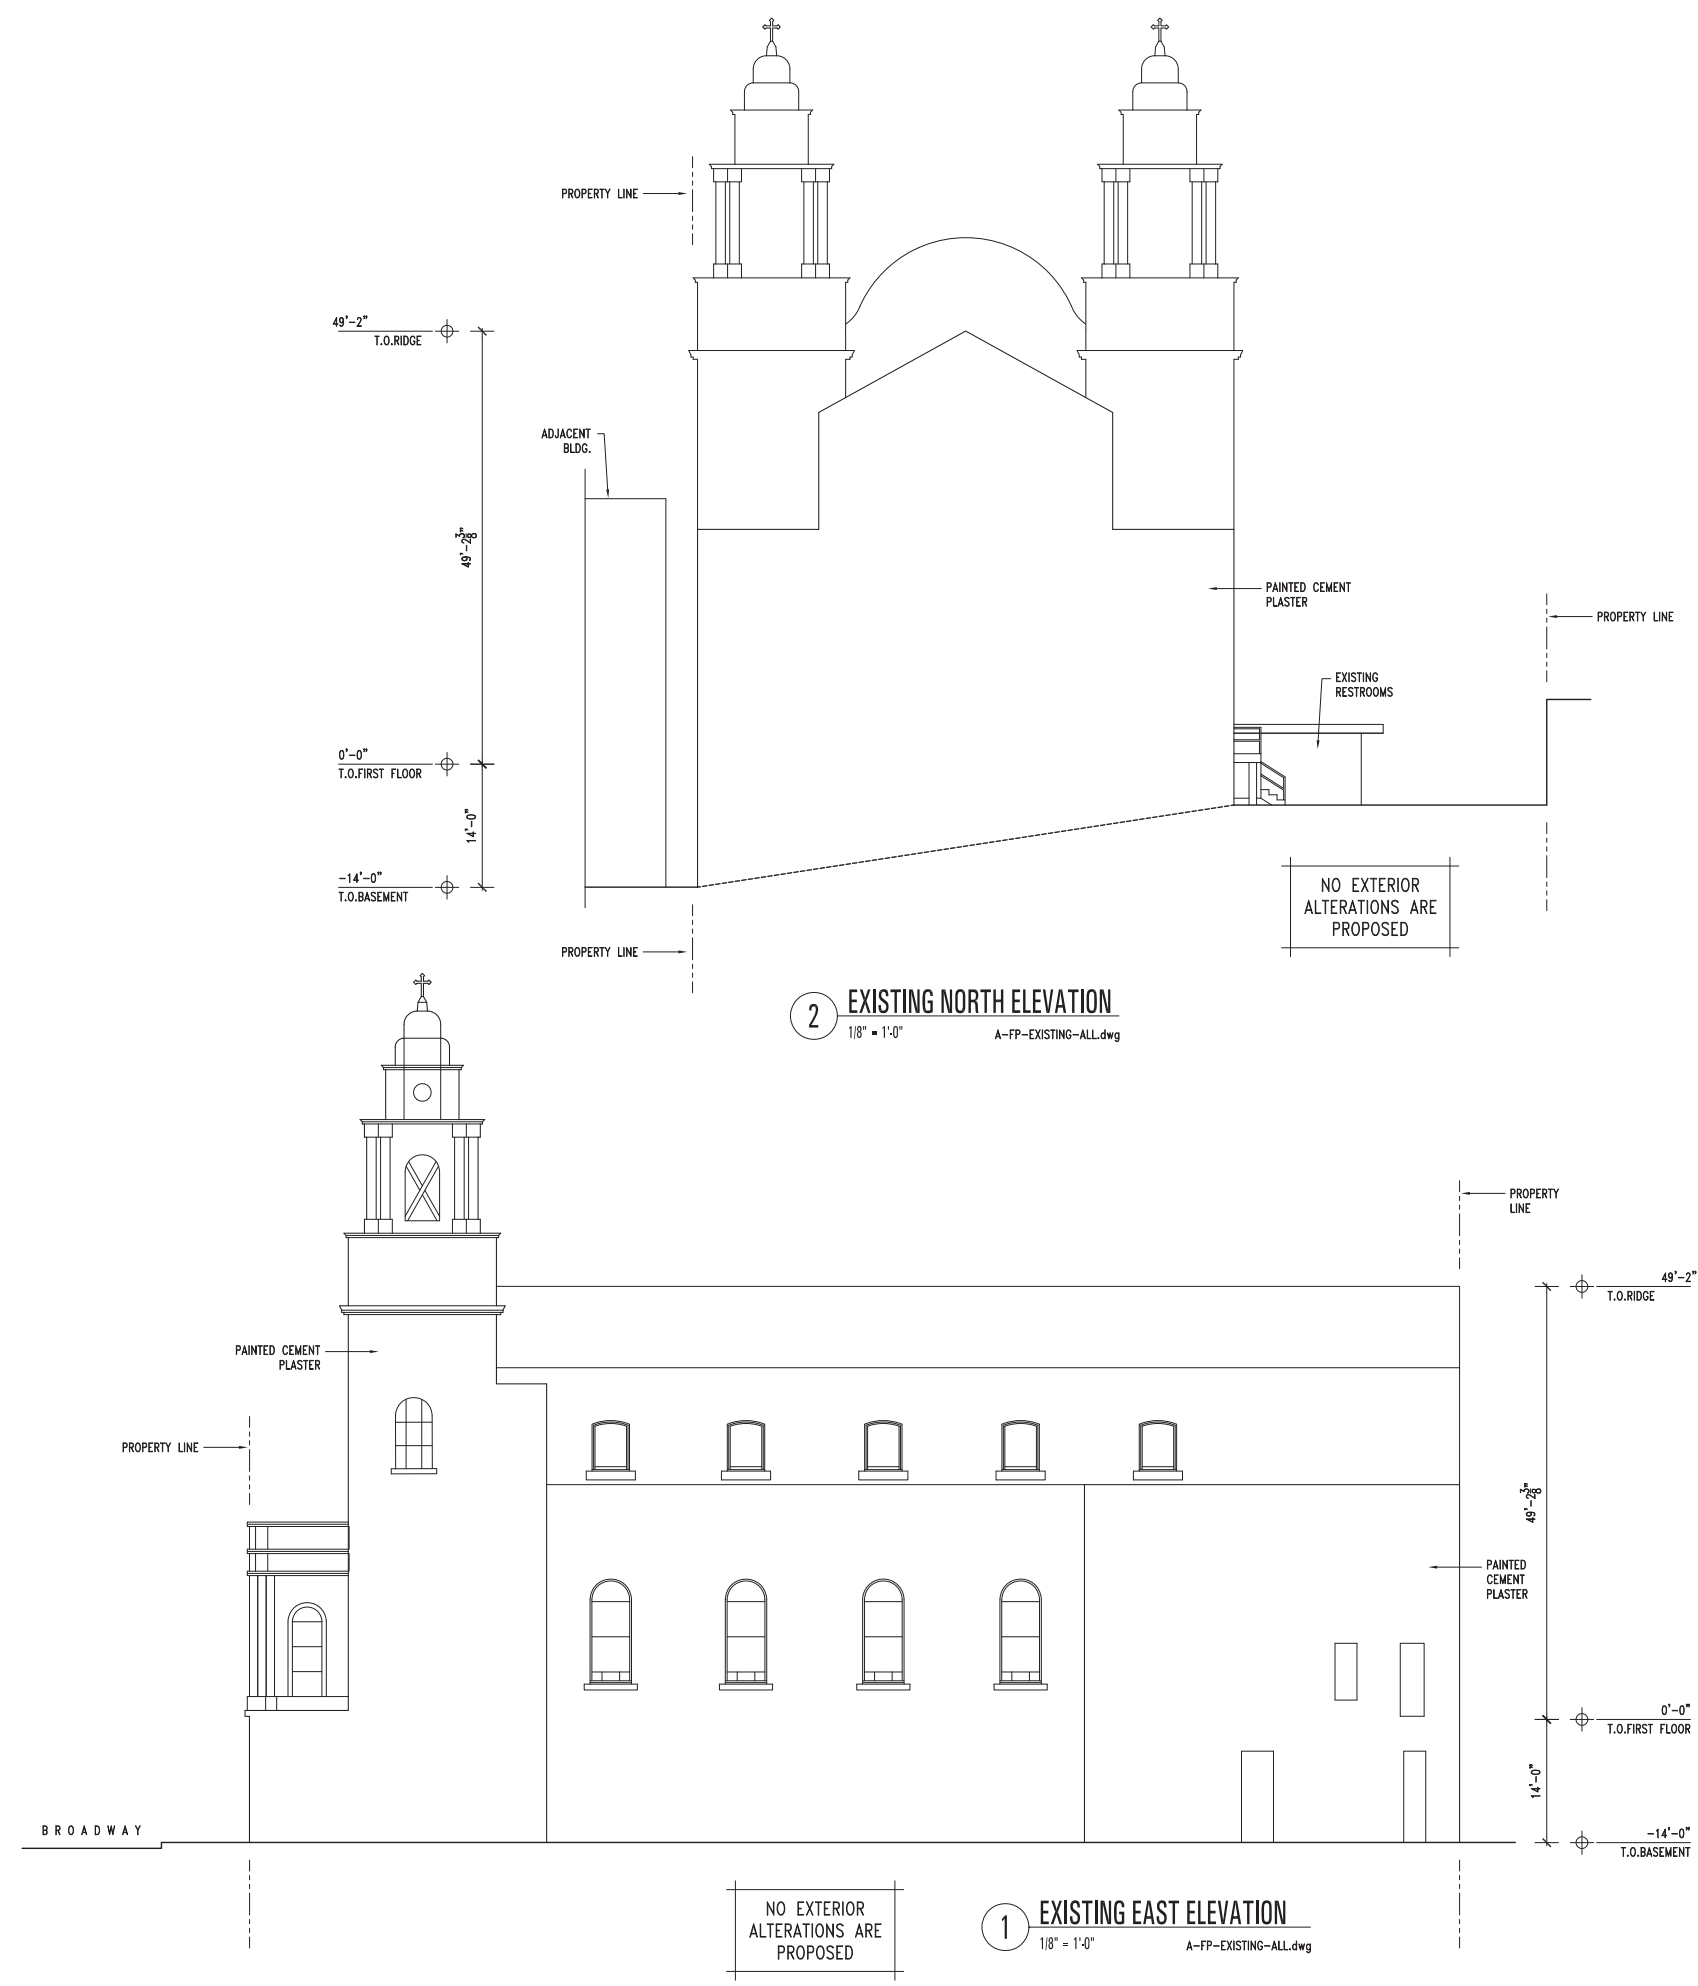 PROPERTY LINE
49'-2"
T.O.RIDGE
ADJACENT
BLDG.
49'-2 3/8"
PAINTED CEMENT
PLASTER
PROPERTY LINE
EXISTING
RESTROOMS
0'-0"
T.O.FIRST FLOOR
14'-0"
-14'-0"
T.O.BASEMENT
NO EXTERIOR
ALTERATIONS ARE
PROPOSED
PROPERTY LINE
2 EXISTING NORTH ELEVATION
1/8" = 1'-0" A-FP-EXISTING-ALL.dwg
PROPERTY
LINE
49'-2"
T.O.RIDGE
PAINTED CEMENT
PLASTER
PROPERTY LINE
49'-2 3/8"
PAINTED
CEMENT
PLASTER
0'-0"
T.O.FIRST FLOOR
14'-0"
BROADWAY
-14'-0"
T.O.BASEMENT
NO EXTERIOR
ALTERATIONS ARE
PROPOSED
1 EXISTING EAST ELEVATION
1/8" = 1'-0" A-FP-EXISTING-ALL.dwg